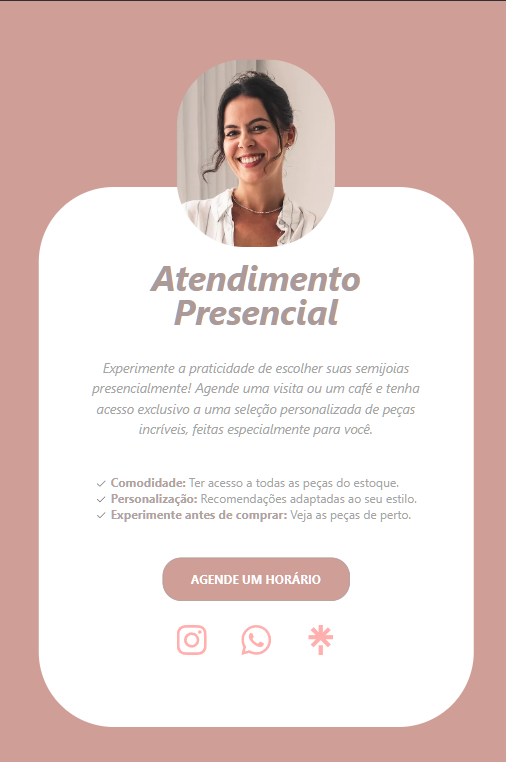 Atendimento
Presencial
Experimente a praticidade de escolher suas semijoias
presencialmente! Agende uma visita ou um café e tenha
acesso exclusivo a uma seleção personalizada de peças
incríveis, feitas especialmente para você.
Comodidade: Ter acesso a todas as peças do estoque.
Personalização: Recomendações adaptadas ao seu estilo.
Experimente antes de comprar: Veja as peças de perto.
AGENDE UM HORÁRIO